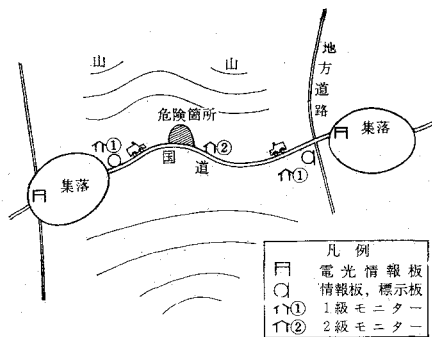 山
山
地方道路
危険箇所
①
②
集落
国道
①
集落
凡例
電光情報板
情報板,標示板
①1級モニター
②2級モニター